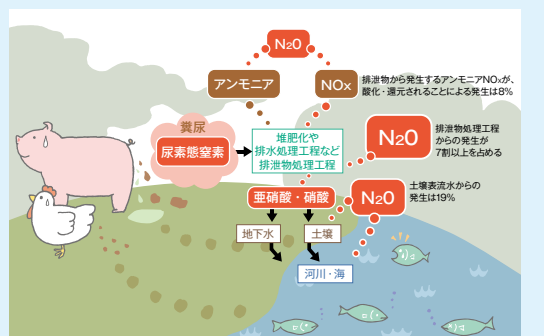 N20
アンモニア
NOx
排泄物から発生するアンモニアNOxが、
酸化・還元されることによる発生は8%
糞尿
尿素態窒素
堆肥化や
排水処理工程など
排泄物処理工程
N20
排泄物処理工程
からの発生が
7割以上を占める
亜硝酸・硝酸
N20
土壌表流水からの
発生は19%
地下水
土壌
河川・海